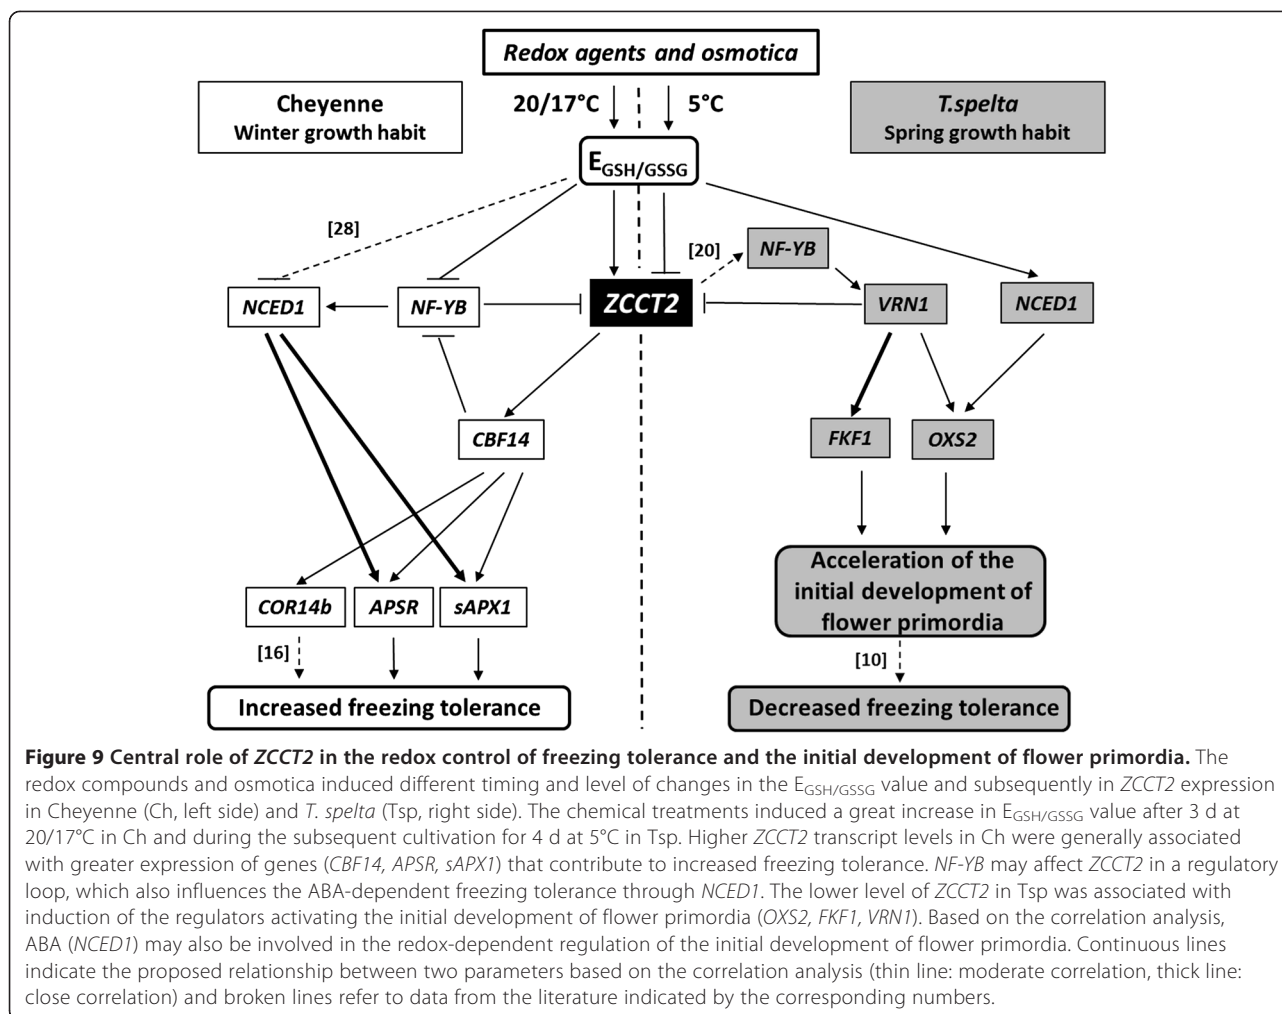 Redox agents and osmotica
Cheyenne
Winter growth habit
20/17°C
5°C
T.spelta
Spring growth habit
E GSH/GSSG
[28]
[20]
NF-YB
NCED1
NF-YB
ZCCT2
VRN1
NCED1
CBF14
FKF1
OXS2
COR14b
APSR
sAPX1
Acceleration of the
initial development of
flower primordia
[16]
[10]
Increased freezing tolerance
Decreased freezing tolerance
Figure 9 Central role of ZCCT2 in the redox control of freezing tolerance and the initial development of flower primordia. The
redox compounds and osmotica induced different timing and level of changes in the E GSH/GSSG value and subsequently in ZCCT2 expression
in Cheyenne (Ch, left side) and T. spelta (Tsp, right side). The chemical treatments induced a great increase in E GSH/GSSG value after 3 d at
20/17°C in Ch and during the subsequent cultivation for 4 d at 5°C in Tsp. Higher ZCCT2 transcript levels in Ch were generally associated
with greater expression of genes (CBF14, APSR, sAPX1) that contribute to increased freezing tolerance. NF-YB may affect ZCCT2 in a regulatory
loop, which also influences the ABA-dependent freezing tolerance through NCED1. The lower level of ZCCT2 in Tsp was associated with
induction of the regulators activating the initial development of flower primordia (OXS2, FKF1, VRN1). Based on the correlation analysis,
ABA (NCED1) may also be involved in the redox-dependent regulation of the initial development of flower primordia. Continuous lines
indicate the proposed relationship between two parameters based on the correlation analysis (thin line: moderate correlation, thick line:
close correlation) and broken lines refer to data from the literature indicated by the corresponding numbers.